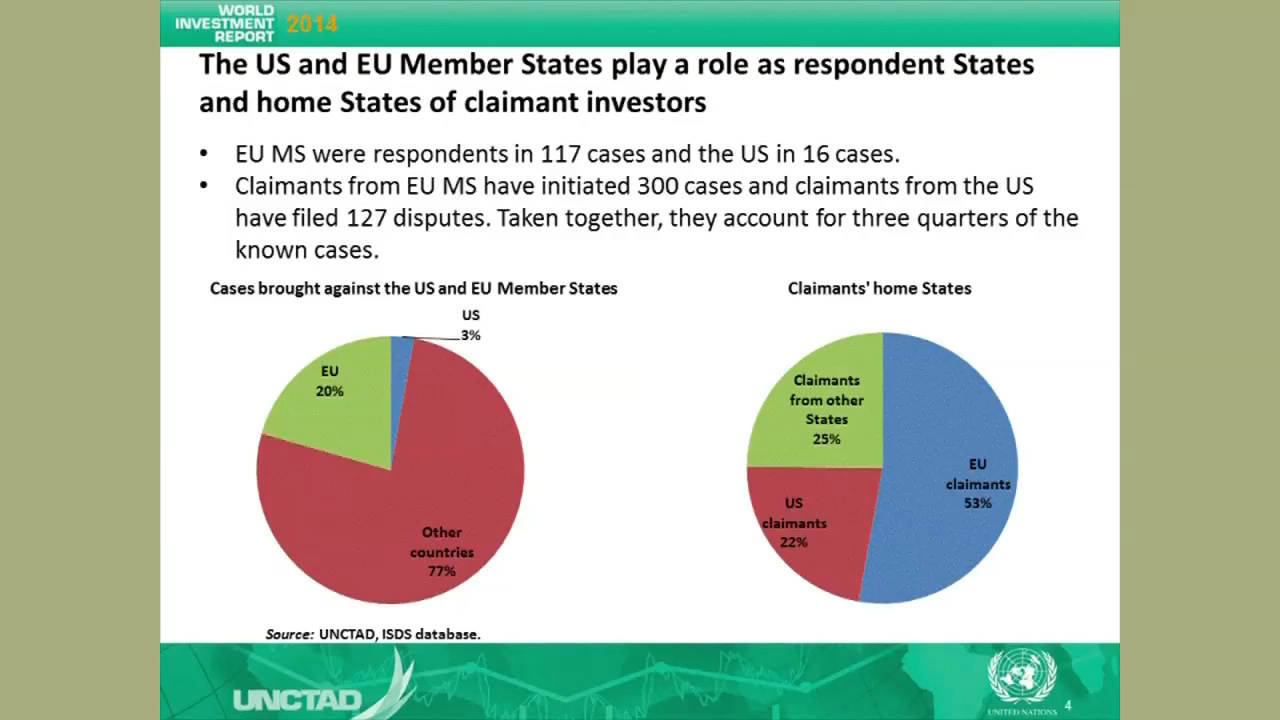 WORLD
INVESTMENT
REPORT 2014
The US and EU Member States play a role as respondent States
and home States of claimant investors
• EU MS were respondents in 117 cases and the US in 16 cases.
• Claimants from EU MS have initiated 300 cases and claimants from the US
have filed 127 disputes. Taken together, they account for three quarters of the
known cases.
Cases brought against the US and EU Member States
US
3%
EU
20%
Other
countries
77%
Claimants' home States
Claimants
from other
States
25%
EU
claimants
53%
US
claimants
22%
Source: UNCTAD, ISDS database.
UNCTAD
UNITED NATIONS
4